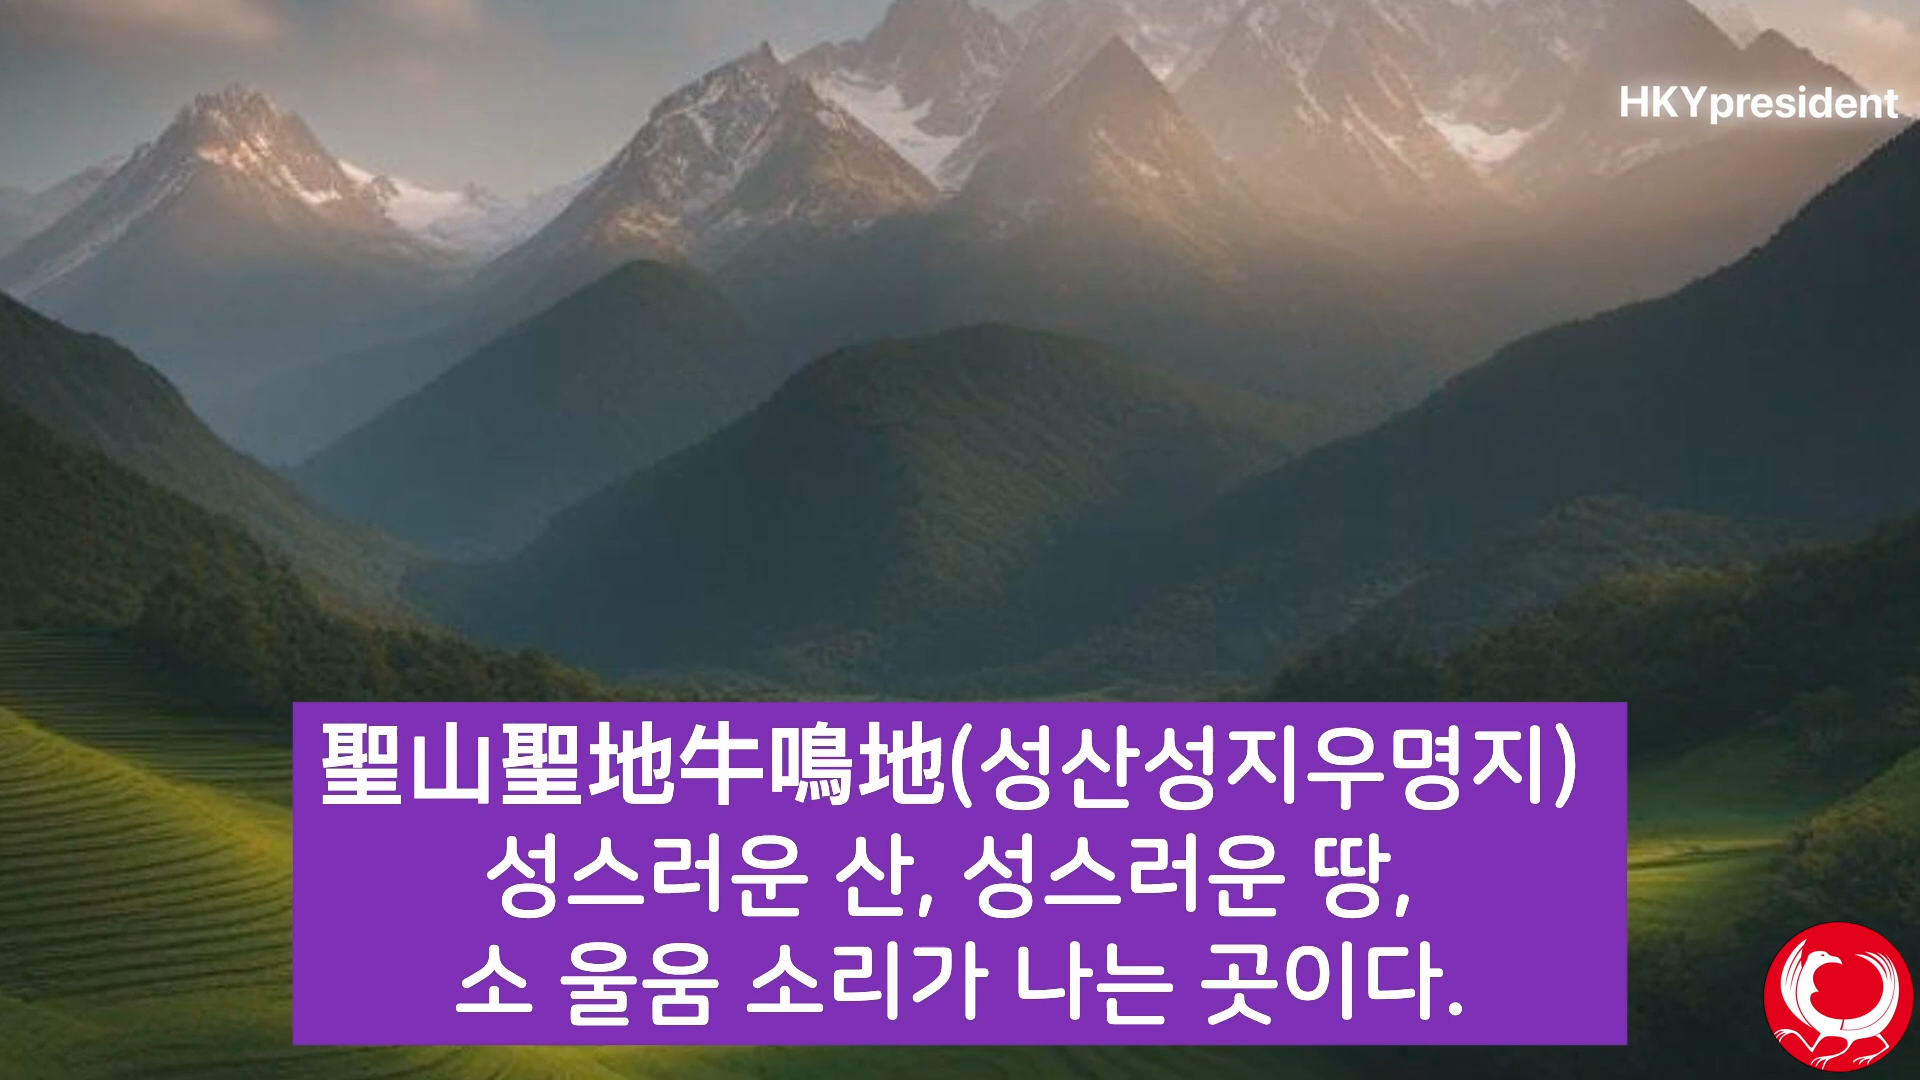 HKYpresident
聖山聖地牛鳴地(성산성지우명지)
성스러운 산, 성스러운 땅,
소 울움 소리가 나는 곳이다.